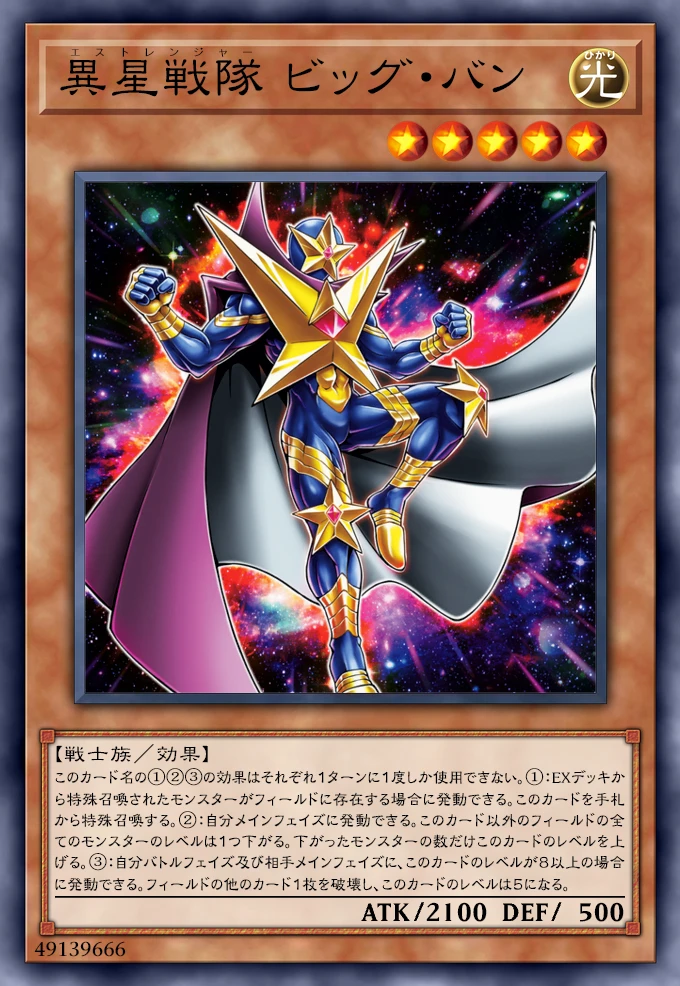 エストレンジャー
異星戦隊 ビッグ・バン
ひかり
光
【戦士族／効果】
このカード名の①②③の効果はそれぞれ1ターンに1度しか使用できない。①：EXデッキか
ら特殊召喚されたモンスターがフィールドに存在する場合に発動できる。このカードを手札
から特殊召喚する。②：自分メインフェイズに発動できる。このカード以外のフィールドの全
てのモンスターのレベルは1つ下がる。下がったモンスターの数だけこのカードのレベルを上
げる。③：自分バトルフェイズ及び相手メインフェイズに、このカードのレベルが8以上の場合
に発動できる。フィールドの他のカード1枚を破壊し、このカードのレベルは5になる。
ATK/2100 DEF/ 500
49139666